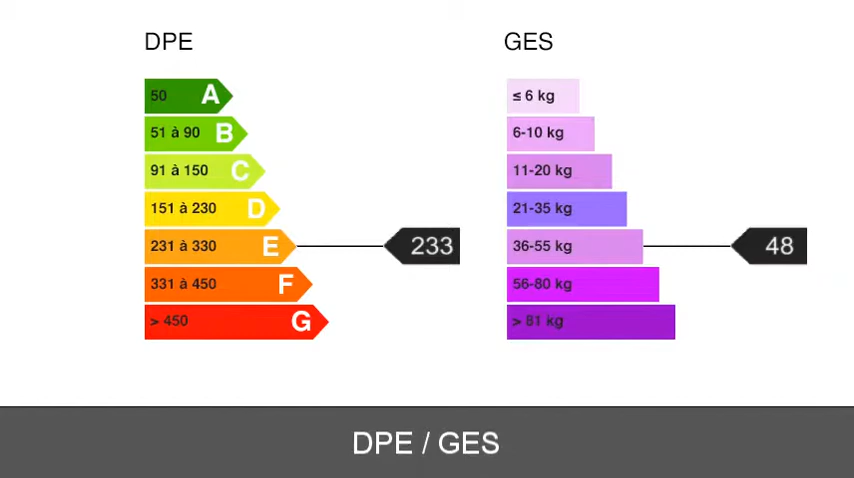 DPE
50 A
51 à 90 B
91 à 150 C
151 à 230 D
231 à 330 E
233
331 à 450 F
> 450 G
GES
≤ 6 kg
6-10 kg
11-20 kg
21-35 kg
36-55 kg
48
56-80 kg
> 81 kg
DPE / GES